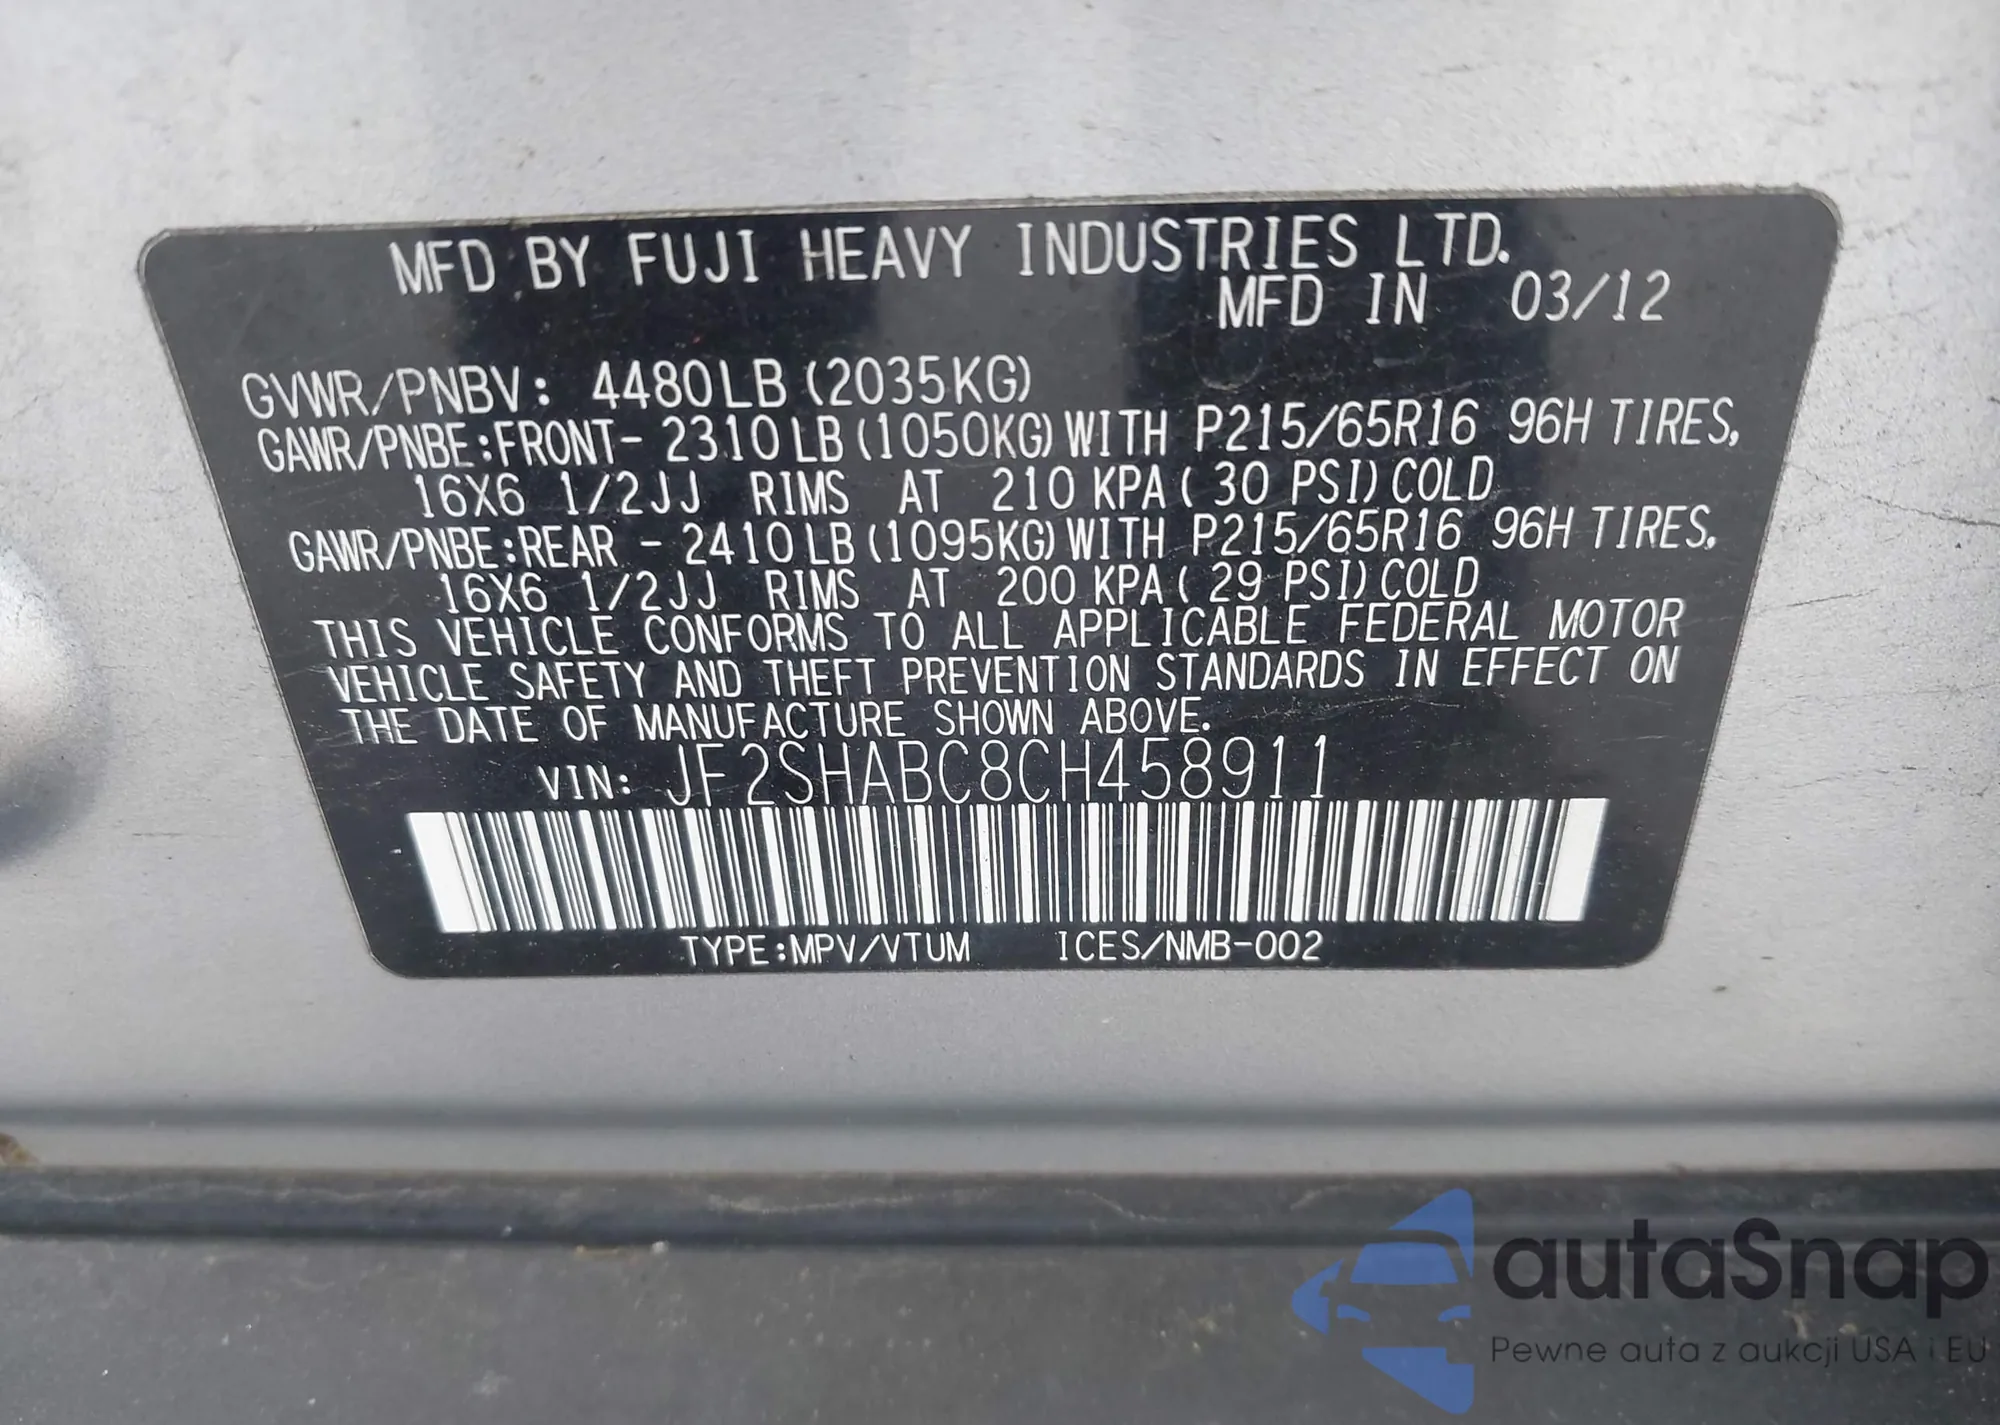 MFD BY FUJI HEAVY INDUSTRIES LTD.
MFD IN 03/12
GVWR/PNBV: 4480LB (2035KG)
GAWR/PNBE:FRONT- 2310LB (1050KG) WITH P215/65R16 96H TIRES,
16X6 1/2JJ RIMS AT 210 KPA ( 30 PSI) COLD
GAWR/PNBE:REAR - 2410LB (1095KG) WITH P215/65R16 96H TIRES,
16X6 1/2JJ RIMS AT 200 KPA ( 29 PSI) COLD
THIS VEHICLE CONFORMS TO ALL APPLICABLE FEDERAL MOTOR
VEHICLE SAFETY AND THEFT PREVENTION STANDARDS IN EFFECT ON
THE DATE OF MANUFACTURE SHOWN ABOVE.
VIN: JF2SHABC8CH458911
TYPE:MPV/VTUM ICES/NMB-002
autaSnap
Pewne auta z aukcji USA i EU